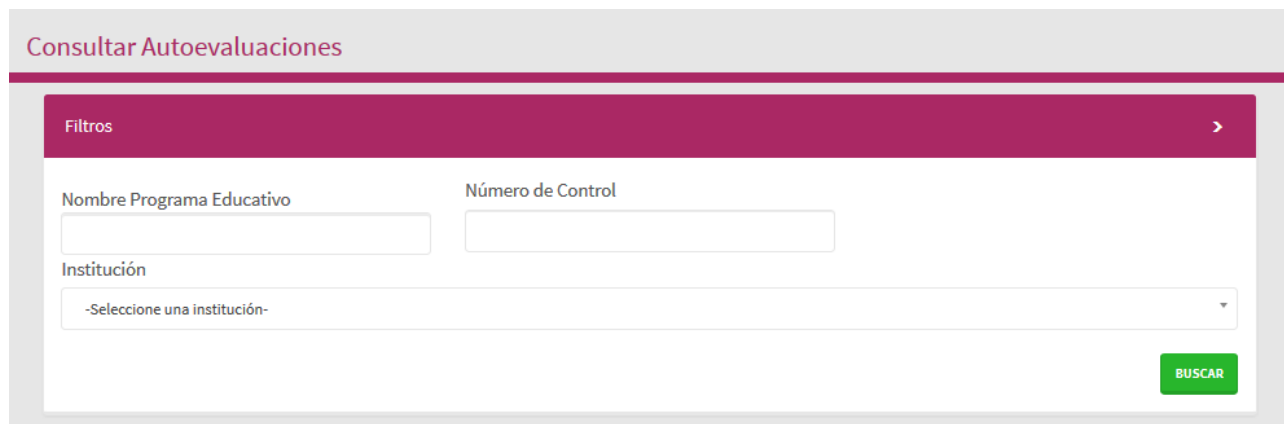 Consultar Autoevaluaciones
Filtros
Nombre Programa Educativo
Número de Control
Institución
-Seleccione una institución-
BUSCAR